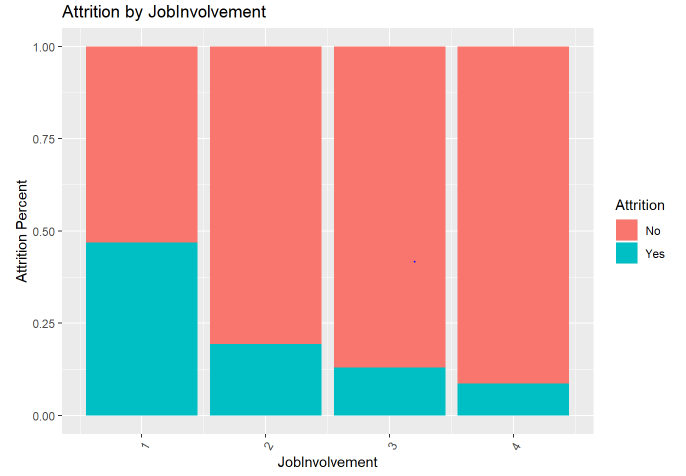 Attrition by JobInvolvement
1.00
0.75
0.50
0.25
0.00
Attrition Percent
1
2
3
4
JobInvolvement
Attrition
No
Yes